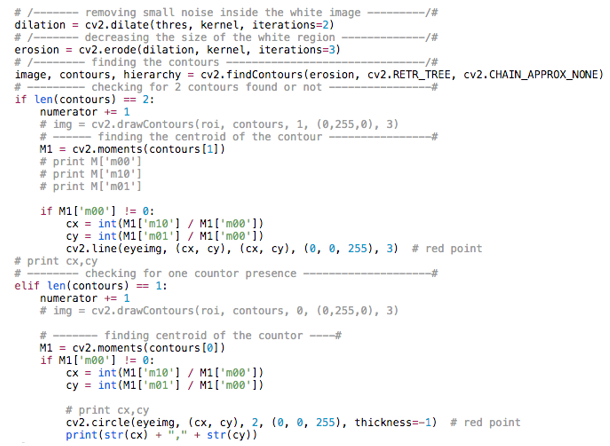 # /------- removing small noise inside the white image ---------/#
dilation = cv2.dilate(thres, kernel, iterations=2)
# /------- decreasing the size of the white region -------------/#
erosion = cv2.erode(dilation, kernel, iterations=3)
# /------- finding the contours -------------------------------/#
image, contours, hierarchy = cv2.findContours(erosion, cv2.RETR_TREE, cv2.CHAIN_APPROX_NONE)
# --------- checking for 2 contours found or not ----------------#
if len(contours) == 2:
    numerator += 1
    # img = cv2.drawContours(roi, contours, 1, (0,255,0), 3)
    # ------ finding the centroid of the contour ----------------#
    M1 = cv2.moments(contours[1])
    # print M['m00']
    # print M['m10']
    # print M['m01']
    if M1['m00'] != 0:
        cx = int(M1['m10'] / M1['m00'])
        cy = int(M1['m01'] / M1['m00'])
        cv2.line(eyeimg, (cx, cy), (cx, cy), (0, 0, 255), 3)  # red point
# print cx,cy
# -------- checking for one countor presence --------------------#
elif len(contours) == 1:
    numerator += 1
    # img = cv2.drawContours(roi, contours, 0, (0,255,0), 3)
    # ------- finding centroid of the countor ----#
    M1 = cv2.moments(contours[0])
    if M1['m00'] != 0:
        cx = int(M1['m10'] / M1['m00'])
        cy = int(M1['m01'] / M1['m00'])
        # print cx,cy
        cv2.circle(eyeimg, (cx, cy), 2, (0, 0, 255), thickness=-1)  # red point
        print(str(cx) + "," + str(cy))